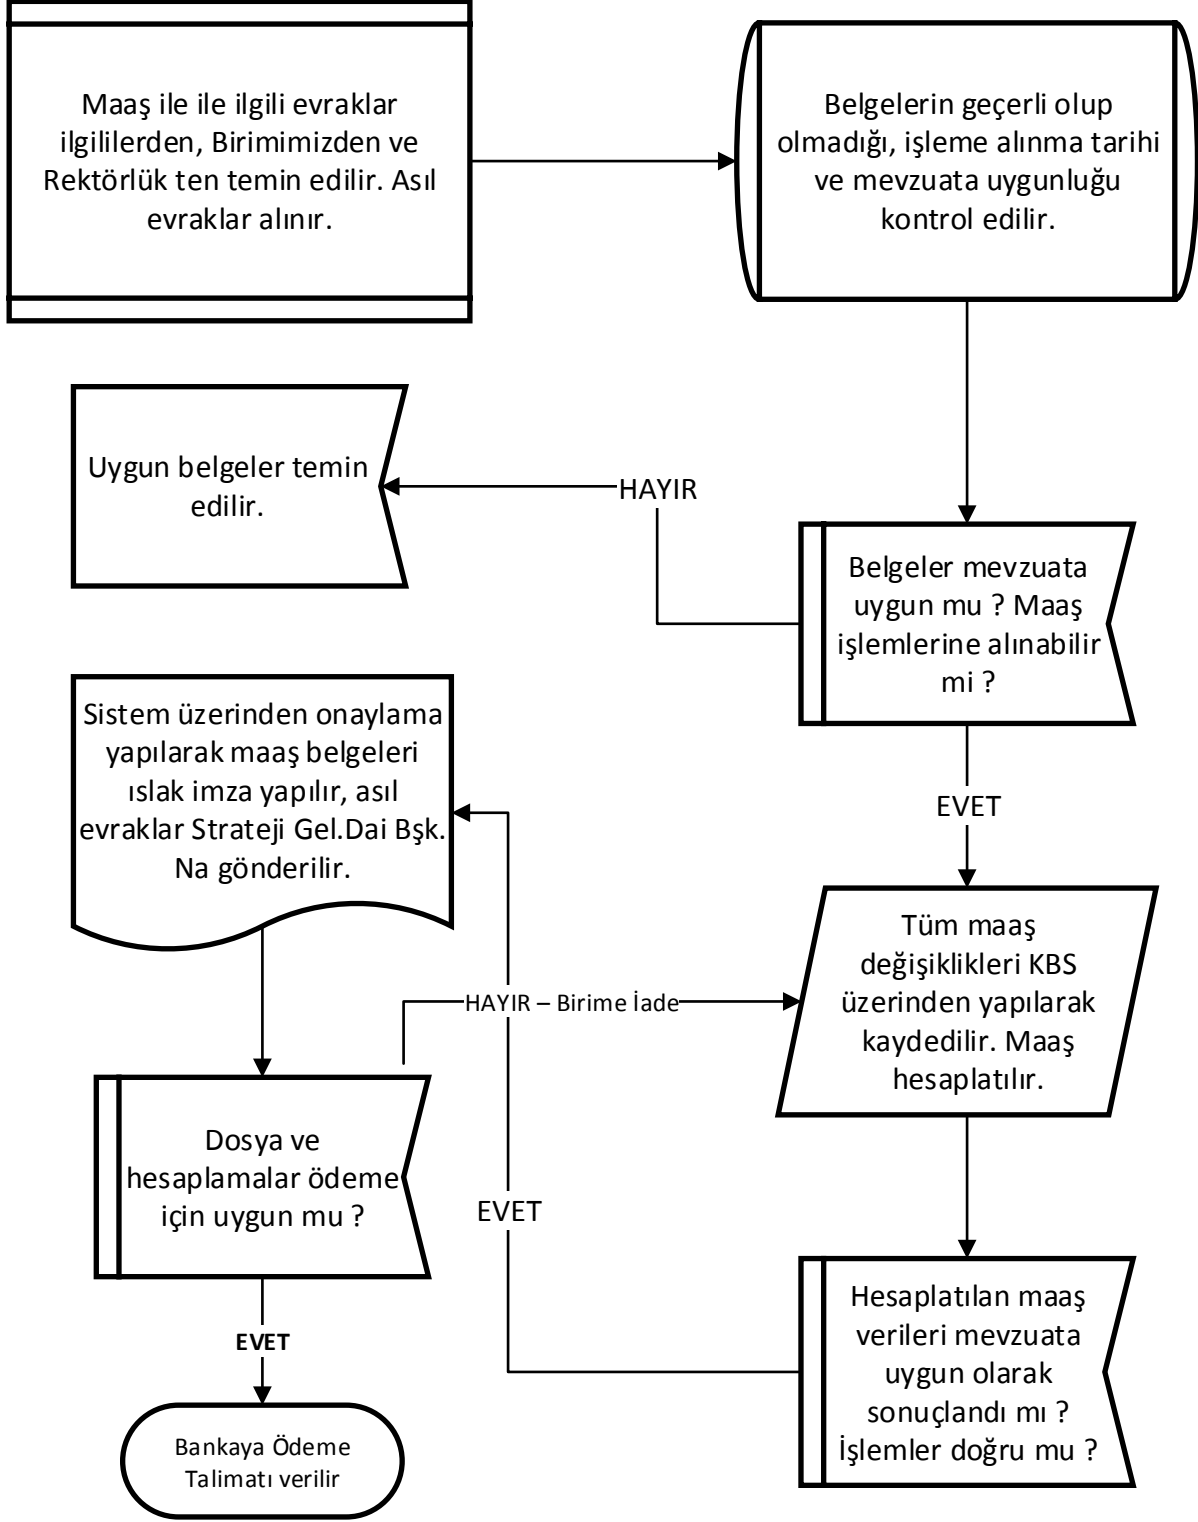 Maaş ile ile ilgili evraklar
ilgililerden, Birimimizden ve
Rektörlük ten temin edilir. Asıl
evraklar alınır.
Belgelerin geçerli olup
olmadığı, işleme alınma tarihi
ve mevzuata uygunluğu
kontrol edilir.
Uygun belgeler temin
edilir.
HAYIR
Belgeler mevzuata
uygun mu ? Maaş
işlemlerine alınabilir
mi ?
EVET
Sistem üzerinden onaylama
yapılarak maaş belgeleri
ıslak imza yapılır, asıl
evraklar Strateji Gel.Dai Bşk.
Na gönderilir.
Tüm maaş
değişiklikleri KBS
üzerinden yapılarak
kaydedilir. Maaş
hesaplatılır.
HAYIR – Birime İade
Dosya ve
hesaplamalar ödeme
için uygun mu ?
EVET
Hesaplatılan maaş
verileri mevzuata
uygun olarak
sonuçlandı mı ?
İşlemler doğru mu ?
EVET
Bankaya Ödeme
Talimatı verilir